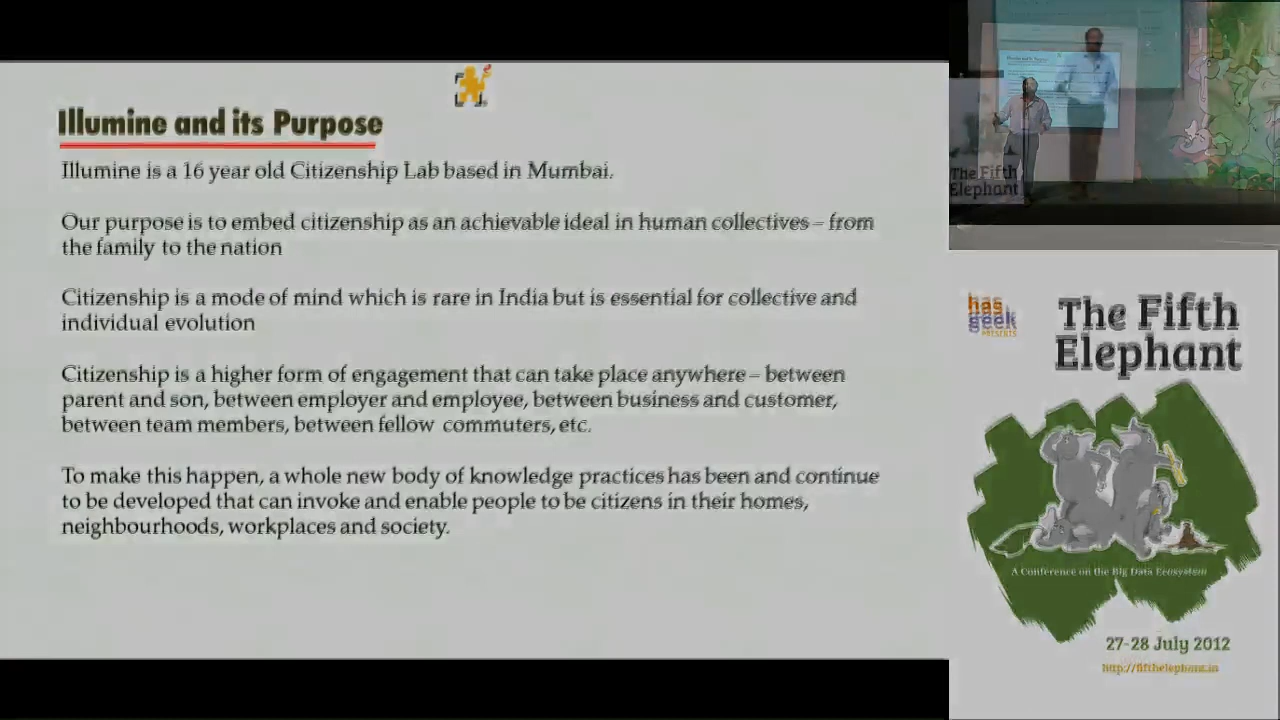 Illumine and its Purpose
Illumine is a 16 year old Citizenship Lab based in Mumbai.
Our purpose is to embed citizenship as an achievable ideal in human collectives – from
the family to the nation
Citizenship is a mode of mind which is rare in India but is essential for collective and
individual evolution
Citizenship is a higher form of engagement that can take place anywhere – between
parent and son, between employer and employee, between business and customer,
between team members, between fellow commuters, etc.
To make this happen, a whole new body of knowledge practices has been and continue
to be developed that can invoke and enable people to be citizens in their homes,
neighbourhoods, workplaces and society.
The Fifth
Elephant
has
geek
PRESENTS
The Fifth
Elephant
A Conference on the Big Data Ecosystem
27-28 July 2012
http://fifthelephant.in